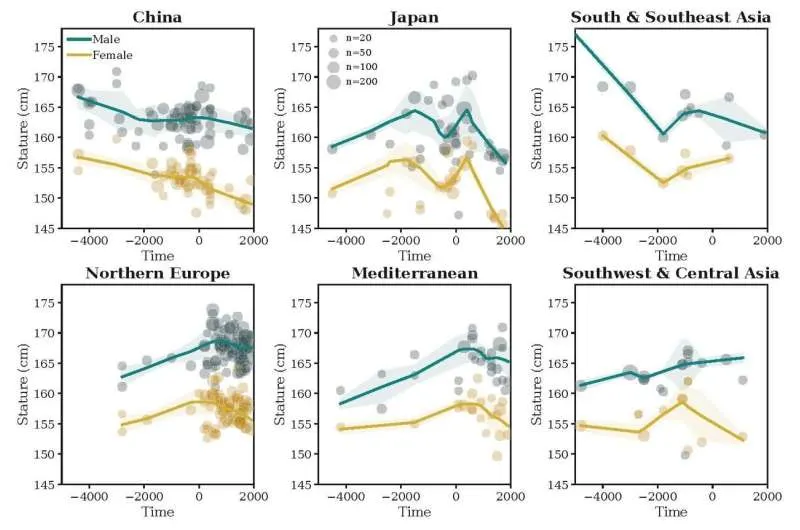 China
Japan
South & Southeast Asia
Male
Female
n=20
n=50
n=100
n=200
Stature (cm)
175
170
165
160
155
150
145
−4000 −2000 0 2000
Time
Stature (cm)
175
170
165
160
155
150
145
−4000 −2000 0 2000
Time
Stature (cm)
175
170
165
160
155
150
145
−4000 −2000 0 2000
Time
Northern Europe
Mediterranean
Southwest & Central Asia
Stature (cm)
175
170
165
160
155
150
145
−4000 −2000 0 2000
Time
Stature (cm)
175
170
165
160
155
150
145
−4000 −2000 0 2000
Time
Stature (cm)
175
170
165
160
155
150
145
−4000 −2000 0 2000
Time